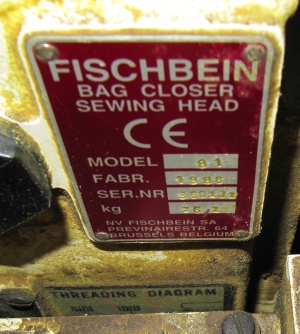 FISCHBEIN
BAG CLOSER
SEWING HEAD
CE
MODEL 91
FABR.
SER.NR
kg
NV FISCHBEIN SA
PREVINAIRESTR. 64
BRUSSELS BELGIUM
THREADING DIAGRAM